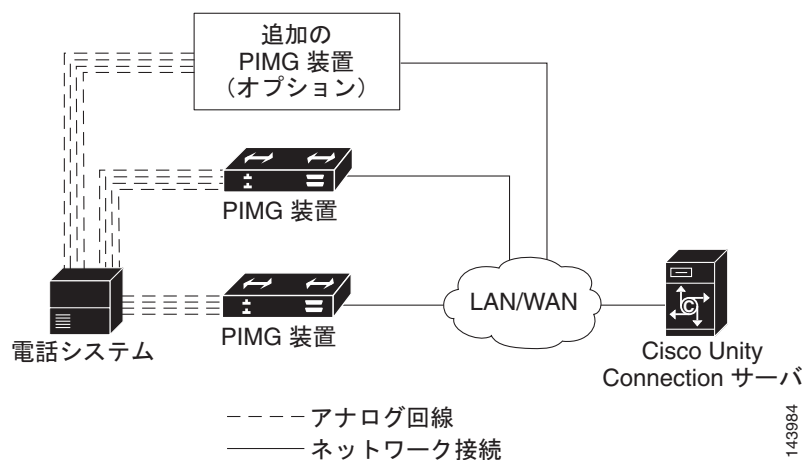 追加の
PIMG 装置
（オプション）
PIMG 装置
PIMG 装置
電話システム
LAN/WAN
Cisco Unity
Connection サーバ
アナログ回線
ネットワーク接続
143984